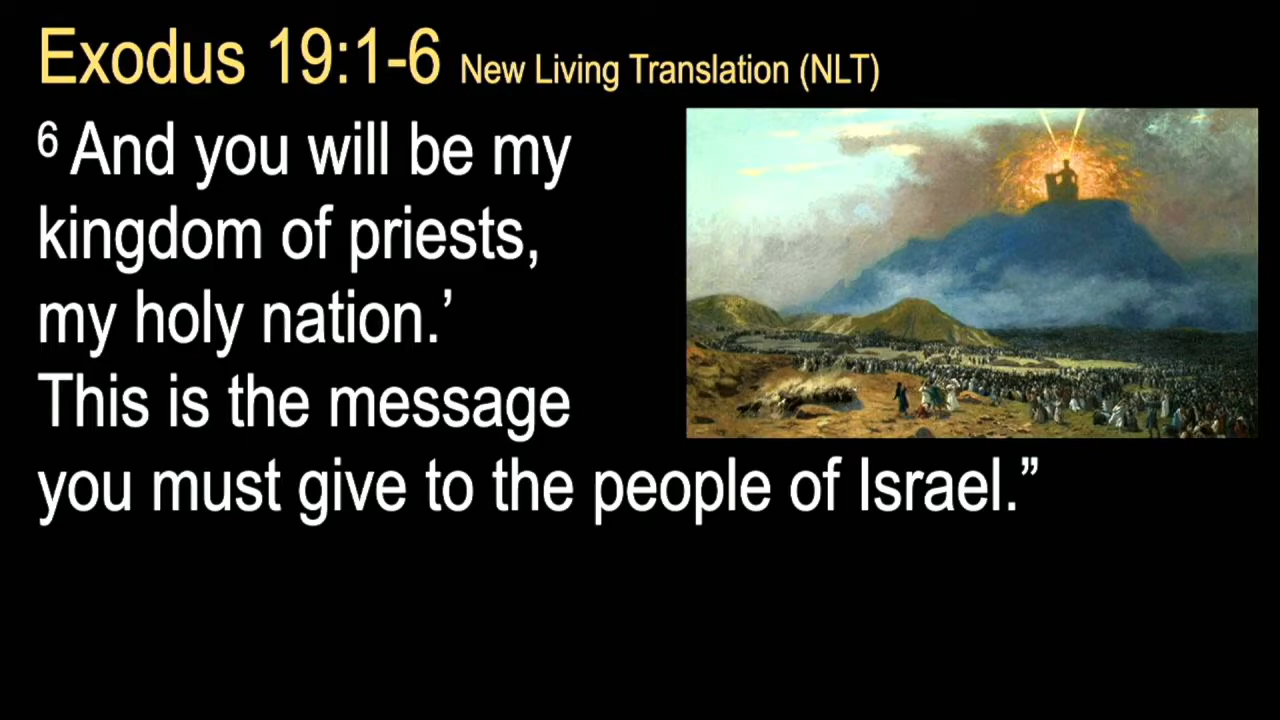 Exodus 19:1-6 New Living Translation (NLT)
6 And you will be my
kingdom of priests,
my holy nation.’
This is the message
you must give to the people of Israel.”